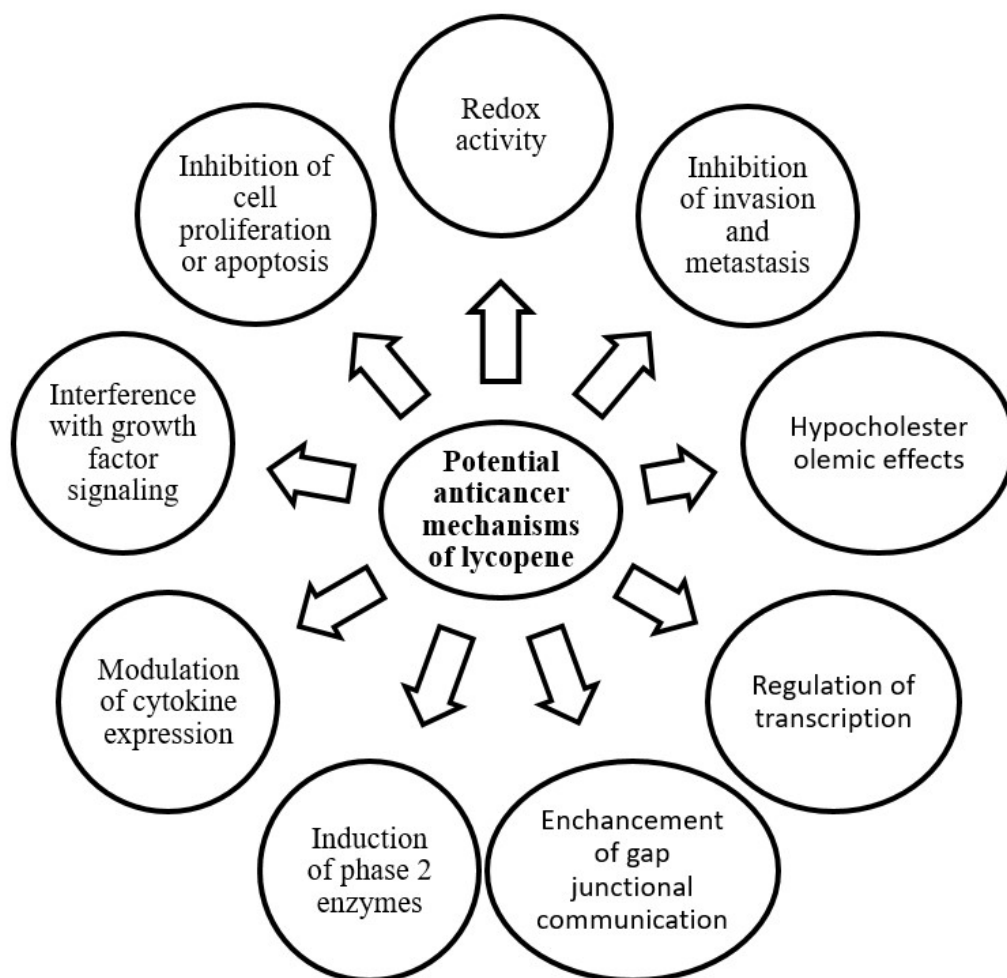 Redox
activity
Inhibition
of invasion
and
metastasis
Hypocholester
olemic effects
Regulation of
transcription
Enchancement
of gap
junctional
communication
Induction
of phase 2
enzymes
Modulation
of cytokine
expression
Interference
with growth
factor
signaling
Inhibition of
cell
proliferation
or apoptosis
Potential
anticancer
mechanisms
of lycopene